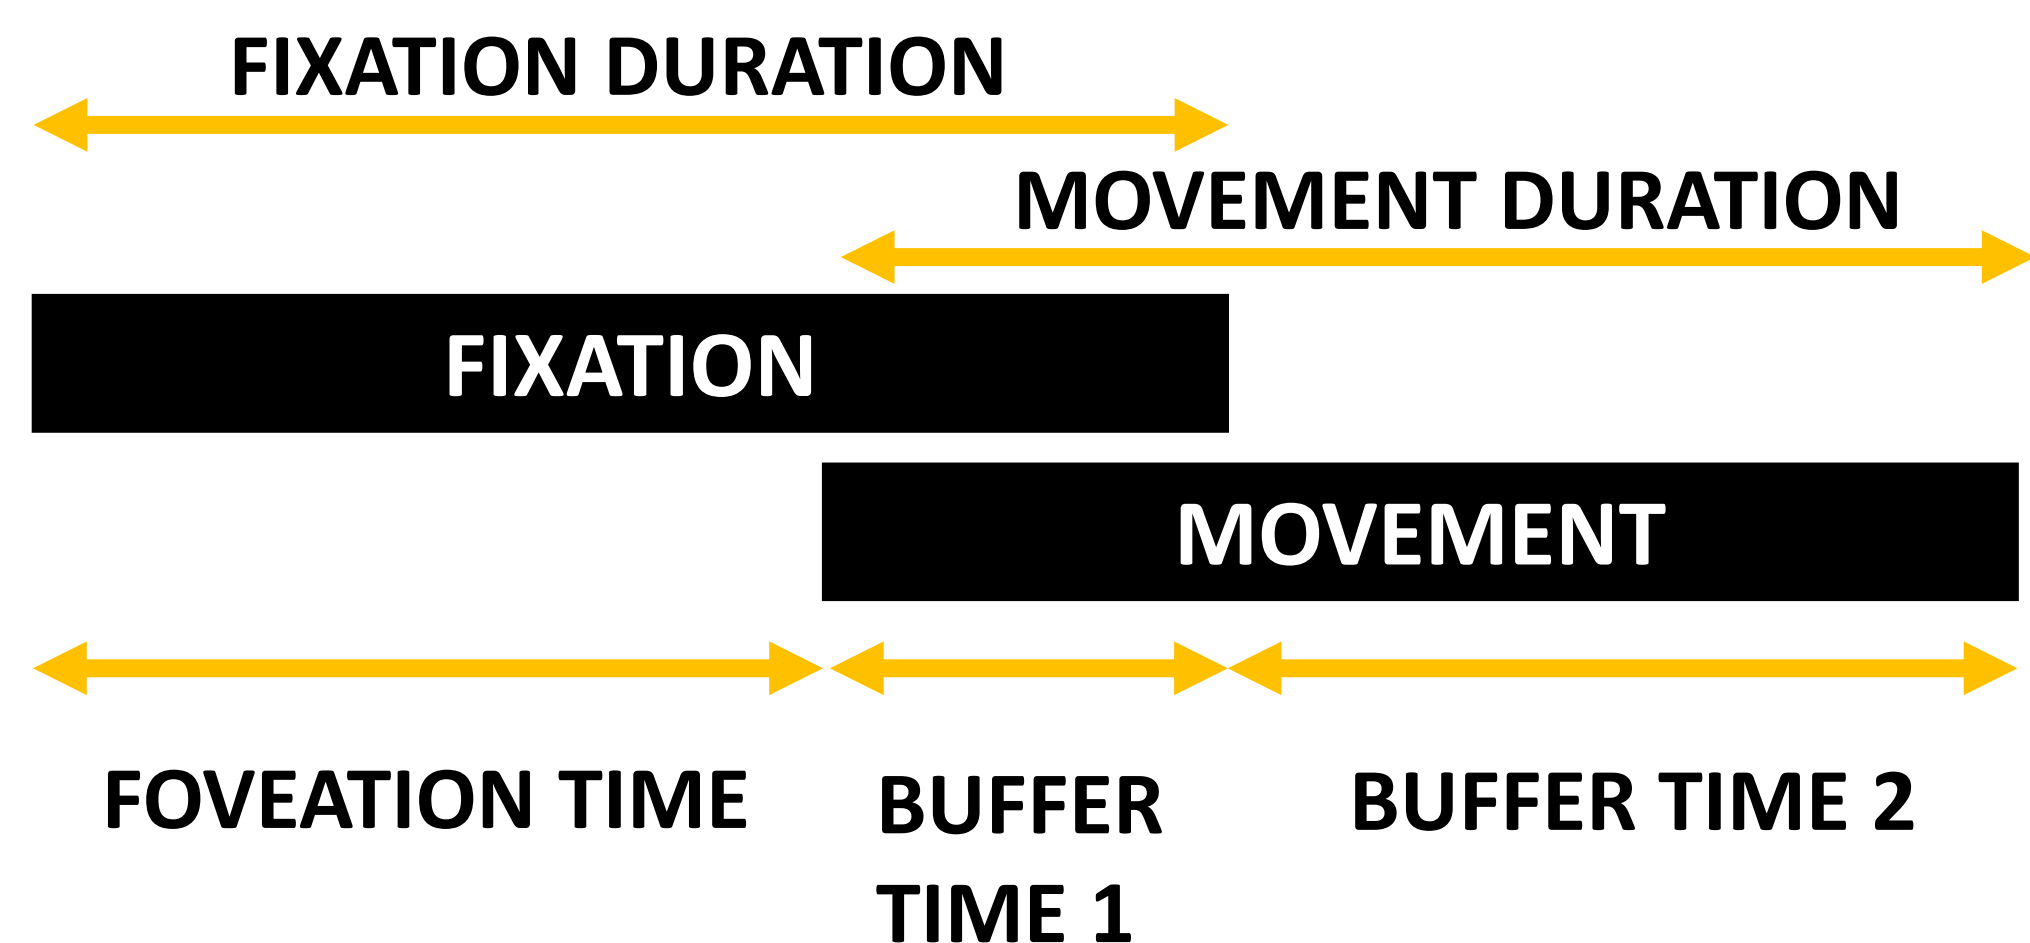 FIXATION DURATION
MOVEMENT DURATION
FIXATION
MOVEMENT
FOVEATION TIME
BUFFER
TIME 1
BUFFER TIME 2